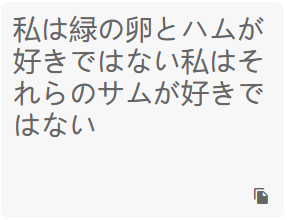 私は緑の卵とハムが
好きではない私はそ
れらのサムが好きで
はない